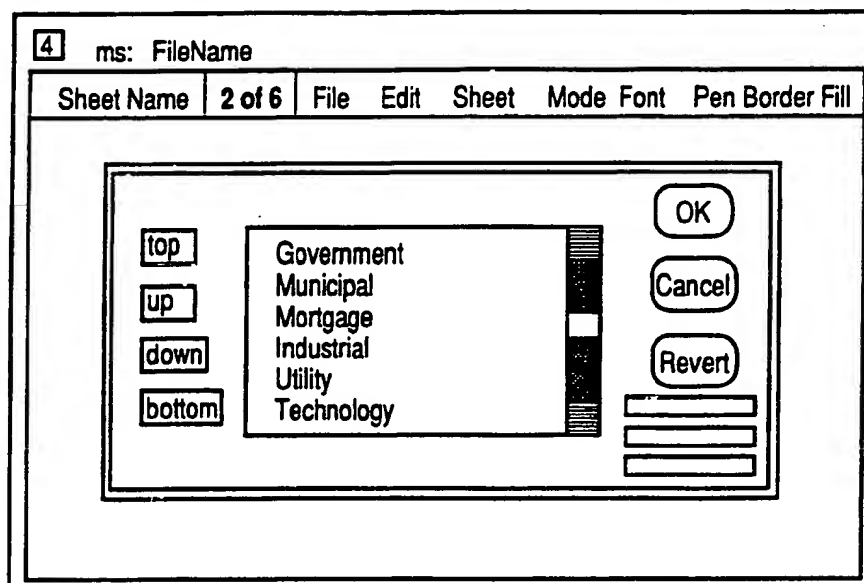 4 ms: FileName
Sheet Name 2 of 6 File Edit Sheet Mode Font Pen Border Fill
top
up
down
bottom
Government
Municipal
Mortgage
Industrial
Utility
Technology
OK
Cancel
Revert